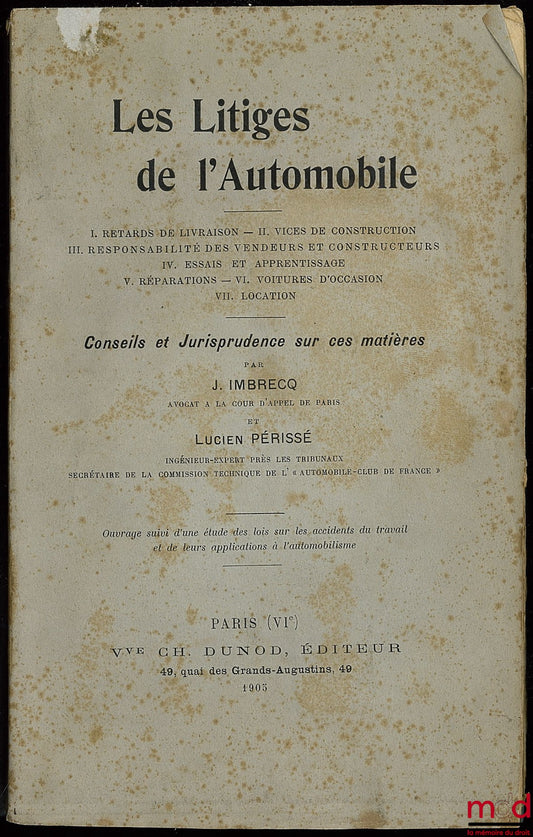 Les Litiges
de l'Automobile
I. RETARDS DE LIVRAISON — II. VICES DE CONSTRUCTION
III. RESPONSABILITÉ DES VENDEURS ET CONSTRUCTEURS
IV. ESSAIS ET APPRENTISSAGE
V. RÉPARATIONS — VI. VOITURES D'OCCASION
VII. LOCATION
Conseils et Jurisprudence sur ces matières
PAR
J. IMBRECQ
AVOCAT A LA COUR D'APPEL DE PARIS
ET
LUCIEN PÉRISSÉ
INGÉNIEUR-EXPERT PRÈS LES TRIBUNAUX
SECRÉTAIRE DE LA COMMISSION TECHNIQUE DE L' « AUTOMOBILE-CLUB DE FRANCE »
Ouvrage suivi d'une étude des lois sur les accidents du travail
et de leurs applications à l'automobilisme
PARIS (VIe)
VVE CH. DUNOD, ÉDITEUR
49, quai des Grands-Augustins, 49
1905
mdd
la mémoire du droit